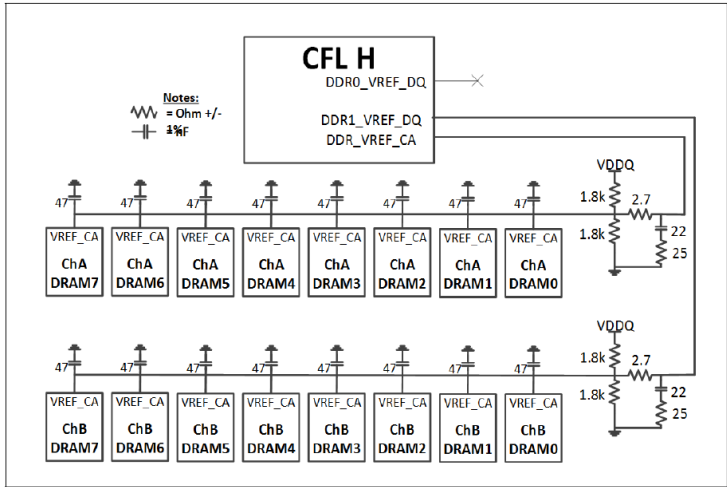 CFL H
DDR0_VREF_DQ
DDR1_VREF_DQ
DDR_VREF_CA
Notes:
= Ohm +/-
1%
nF
VDDQ
1.8k
2.7
1.8k
22
25
47 47 47 47 47 47 47 47
VREF_CA VREF_CA VREF_CA VREF_CA VREF_CA VREF_CA VREF_CA VREF_CA
ChA ChA ChA ChA ChA ChA ChA ChA
DRAM7 DRAM6 DRAM5 DRAM4 DRAM3 DRAM2 DRAM1 DRAM0
VDDQ
1.8k
2.7
1.8k
22
25
47 47 47 47 47 47 47 47
VREF_CA VREF_CA VREF_CA VREF_CA VREF_CA VREF_CA VREF_CA VREF_CA
ChB ChB ChB ChB ChB ChB ChB ChB
DRAM7 DRAM6 DRAM5 DRAM4 DRAM3 DRAM2 DRAM1 DRAM0